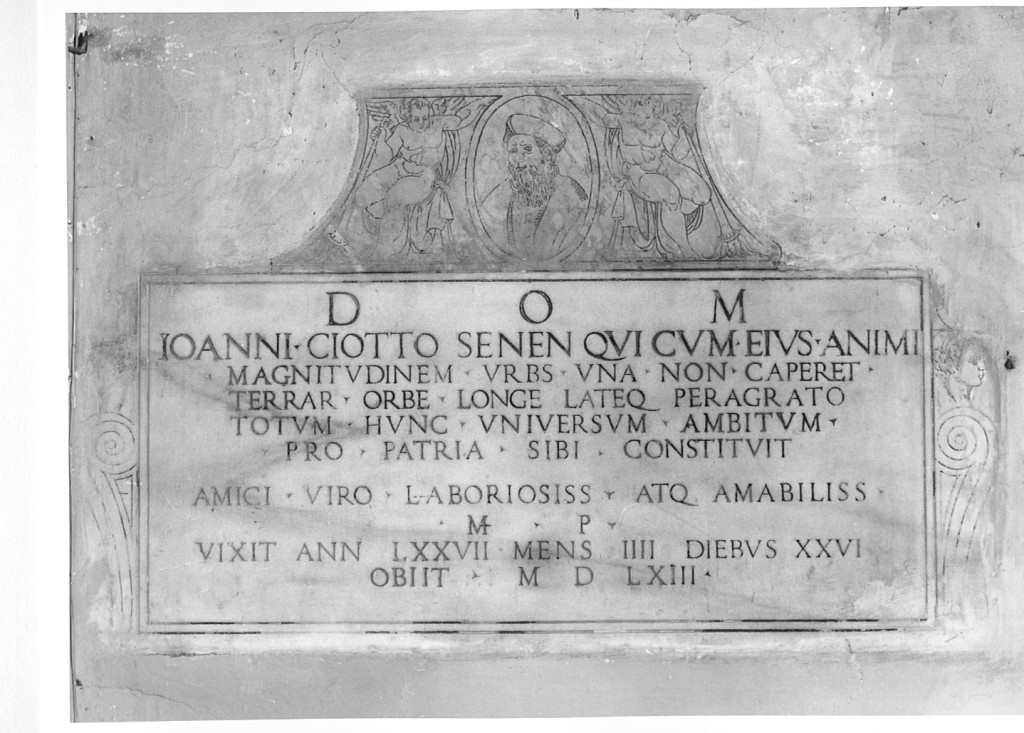 D O M
IOANNI · CIOTTO SENEN QVI CVM · EIVS · ANIMI
· MAGNITVDINEM · VRBS · VNA · NON · CAPERET ·
TERRAR · ORBE · LONGE LATEQ PERAGRATO
TOTVM · HVNC · VNIVERSVM · AMBITVM ·
· PRO · PATRIA · SIBI · CONSTITVIT
AMICI · VIRO · LABORIOSISS · ATQ AMABILISS ·
· M · P ·
VIXIT ANN LXXVII MENS IIII DIEBVS XXVI
OBIIT · M D LXIII ·